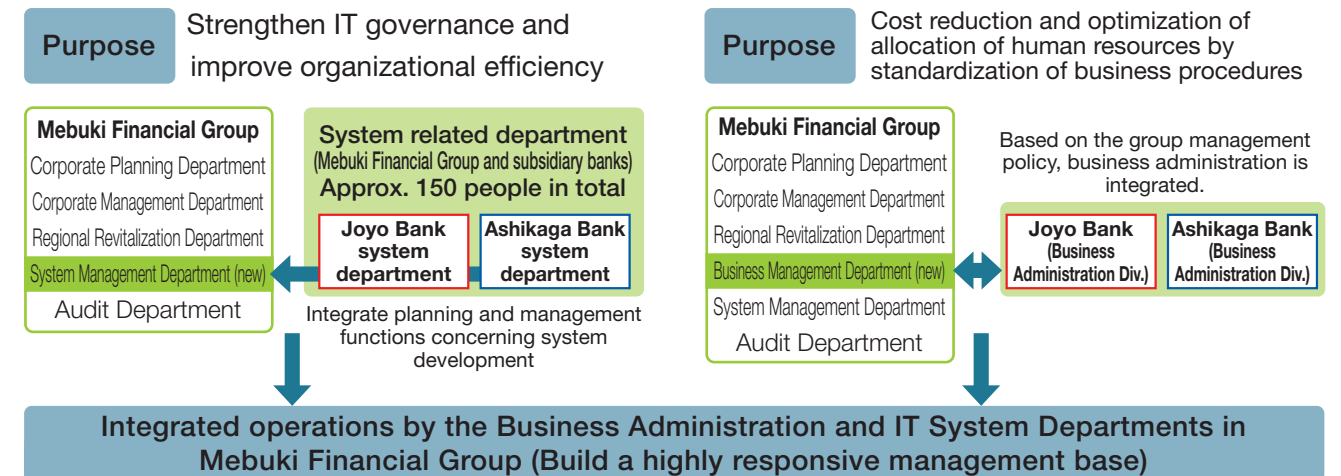 Purpose
Strengthen IT governance and
improve organizational efficiency
Mebuki Financial Group
Corporate Planning Department
Corporate Management Department
Regional Revitalization Department
System Management Department (new)
Audit Department
System related department
(Mebuki Financial Group and subsidiary banks)
Approx. 150 people in total
Joyo Bank
system
department
Ashikaga Bank
system
department
Integrate planning and management
functions concerning system
development
Purpose
Cost reduction and optimization of
allocation of human resources by
standardization of business procedures
Mebuki Financial Group
Corporate Planning Department
Corporate Management Department
Regional Revitalization Department
Business Management Department (new)
System Management Department
Audit Department
Based on the group management
policy, business administration is
integrated.
Joyo Bank
(Business
Administration Div.)
Ashikaga Bank
(Business
Administration Div.)
Integrated operations by the Business Administration and IT System Departments in
Mebuki Financial Group (Build a highly responsive management base)